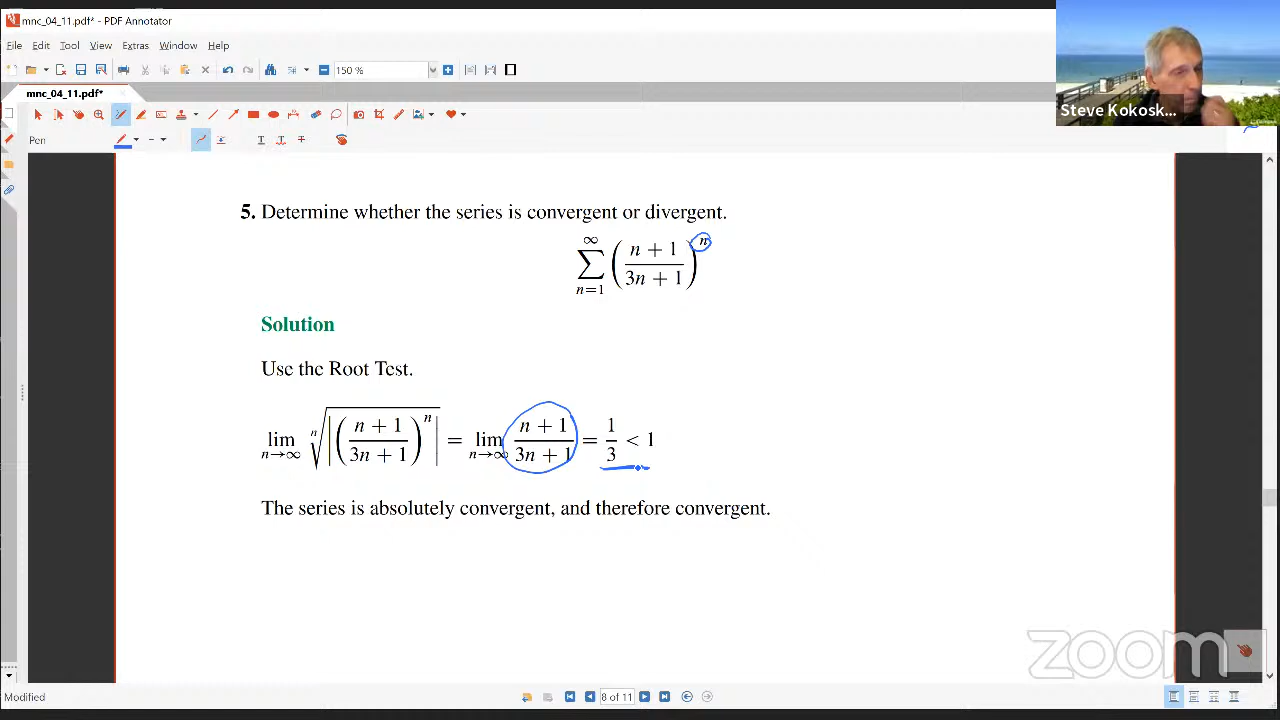 mnc_04_11.pdf* - PDF Annotator
File Edit Tool View Extras Window Help
150 %
mnc_04_11.pdf*
Pen
Steve Kokosk...
5. Determine whether the series is convergent or divergent.
∑_{n=1}^{∞} ( (n + 1) / (3n + 1) )^n
Solution
Use the Root Test.
lim_{n→∞} ⁿ√| ( (n + 1) / (3n + 1) )^n | = lim_{n→∞} (n + 1) / (3n + 1) = 1/3 < 1
The series is absolutely convergent, and therefore convergent.
zoom
Modified
8 of 11